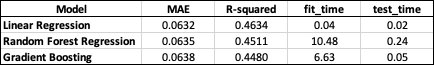 Model MAE R-squared fit_time test_time
Linear Regression 0.0632 0.4634 0.04 0.02
Random Forest Regression 0.0635 0.4511 10.48 0.24
Gradient Boosting 0.0638 0.4480 6.63 0.05